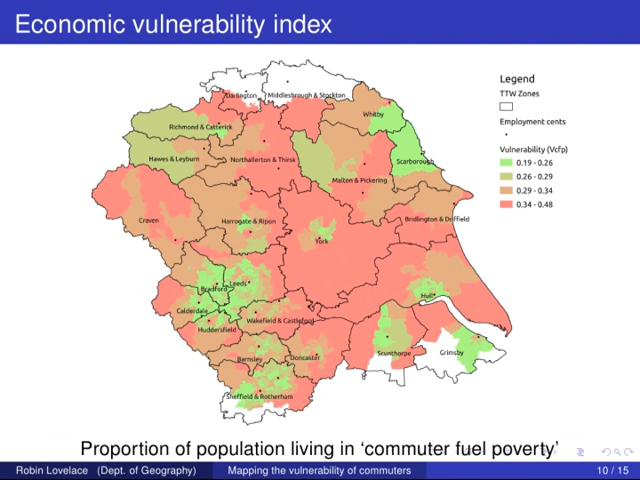 Economic vulnerability index
Legend
TTW Zones
Employment cents
Vulnerability (Vcfp)
0.19 - 0.26
0.26 - 0.29
0.29 - 0.34
0.34 - 0.48
Darlington
Middlesbrough & Stockton
Whitby
Richmond & Catterick
Hawes & Leyburn
Northallerton & Thirsk
Scarborough
Malton & Pickering
Craven
Harrogate & Ripon
Bridlington & Driffield
York
Bradford
Leeds
Hull
Calderdale
Huddersfield
Wakefield & Castleford
Barnsley
Doncaster
Scunthorpe
Grimsby
Sheffield & Rotherham
Proportion of population living in ‘commuter fuel poverty’
Robin Lovelace (Dept. of Geography) Mapping the vulnerability of commuters 10 / 15